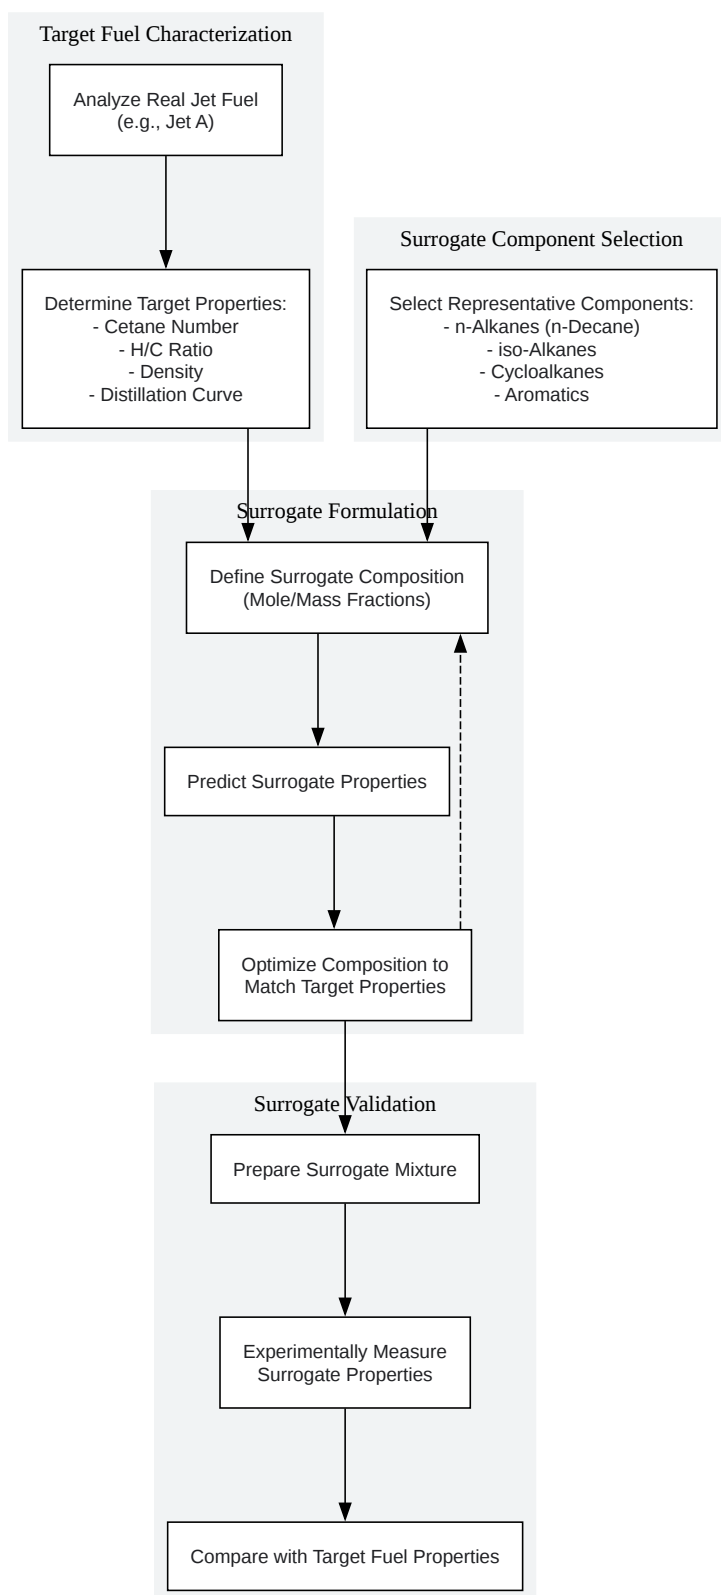 Target Fuel Characterization
Analyze Real Jet Fuel
(e.g., Jet A)
Determine Target Properties:
- Cetane Number
- H/C Ratio
- Density
- Distillation Curve
Surrogate Component Selection
Select Representative Components:
- n-Alkanes (n-Decane)
- iso-Alkanes
- Cycloalkanes
- Aromatics
Surrogate Formulation
Define Surrogate Composition
(Mole/Mass Fractions)
Predict Surrogate Properties
Optimize Composition to
Match Target Properties
Surrogate Validation
Prepare Surrogate Mixture
Experimentally Measure
Surrogate Properties
Compare with Target Fuel Properties